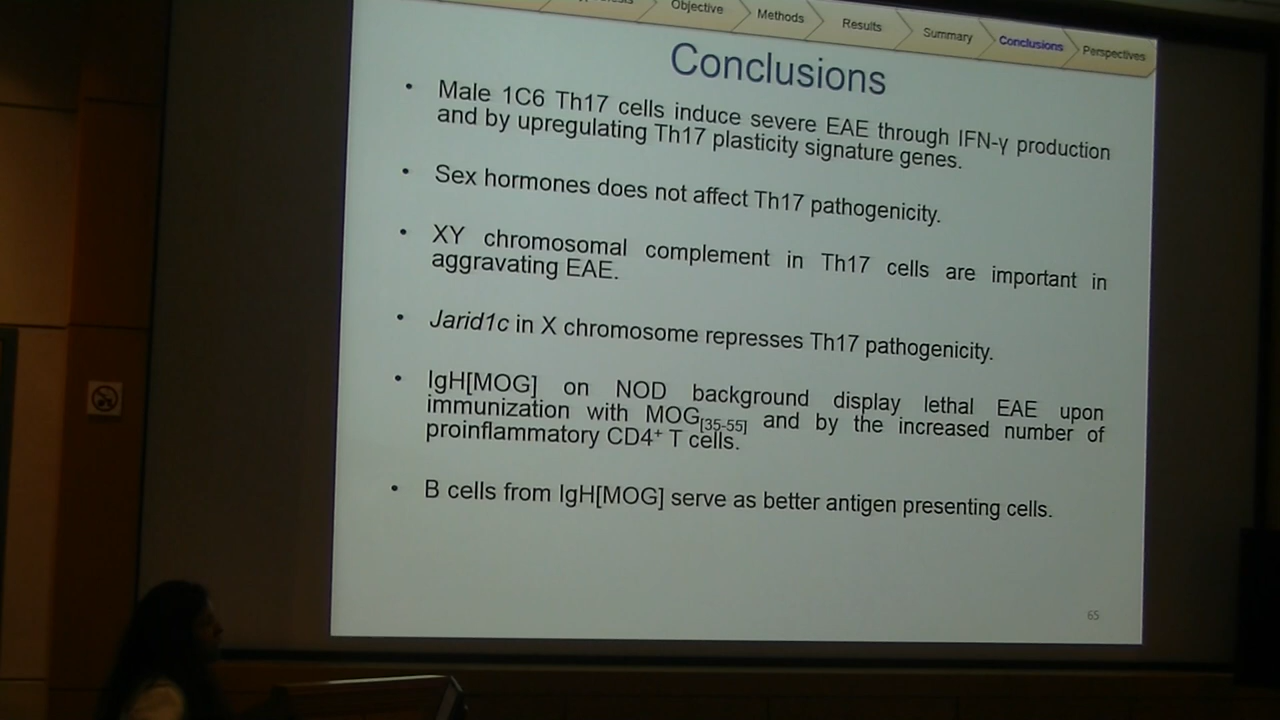 Objective
Methods
Results
Summary
Conclusions
Perspectives
Conclusions
• Male 1C6 Th17 cells induce severe EAE through IFN-γ production
and by upregulating Th17 plasticity signature genes.
• Sex hormones does not affect Th17 pathogenicity.
• XY chromosomal complement in Th17 cells are important in
aggravating EAE.
• Jarid1c in X chromosome represses Th17 pathogenicity.
• IgH[MOG] on NOD background display lethal EAE upon
immunization with MOG[35-55] and by the increased number of
proinflammatory CD4+ T cells.
• B cells from IgH[MOG] serve as better antigen presenting cells.
65